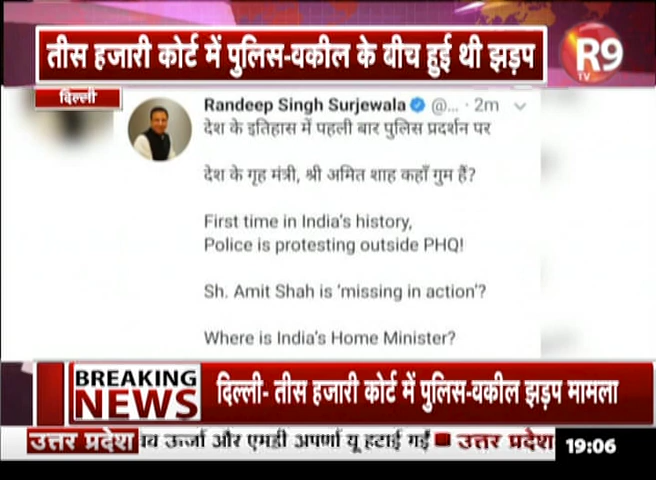 तीस हजारी कोर्ट में पुलिस-वकील के बीच हुई थी झड़प
R9
TV
दिल्ली
Randeep Singh Surjewala @... · 2m
देश के इतिहास में पहली बार पुलिस प्रदर्शन पर
देश के गृह मंत्री, श्री अमित शाह कहाँ गुम हैं?
First time in India's history,
Police is protesting outside PHQ!
Sh. Amit Shah is 'missing in action'?
Where is India's Home Minister?
BREAKING
NEWS
दिल्ली- तीस हजारी कोर्ट में पुलिस-वकील झड़प मामला
उत्तर प्रदेश
ऊर्जा और एमडी अपर्णा यू हटाई गईं
उत्तर प्रदेश
19:06